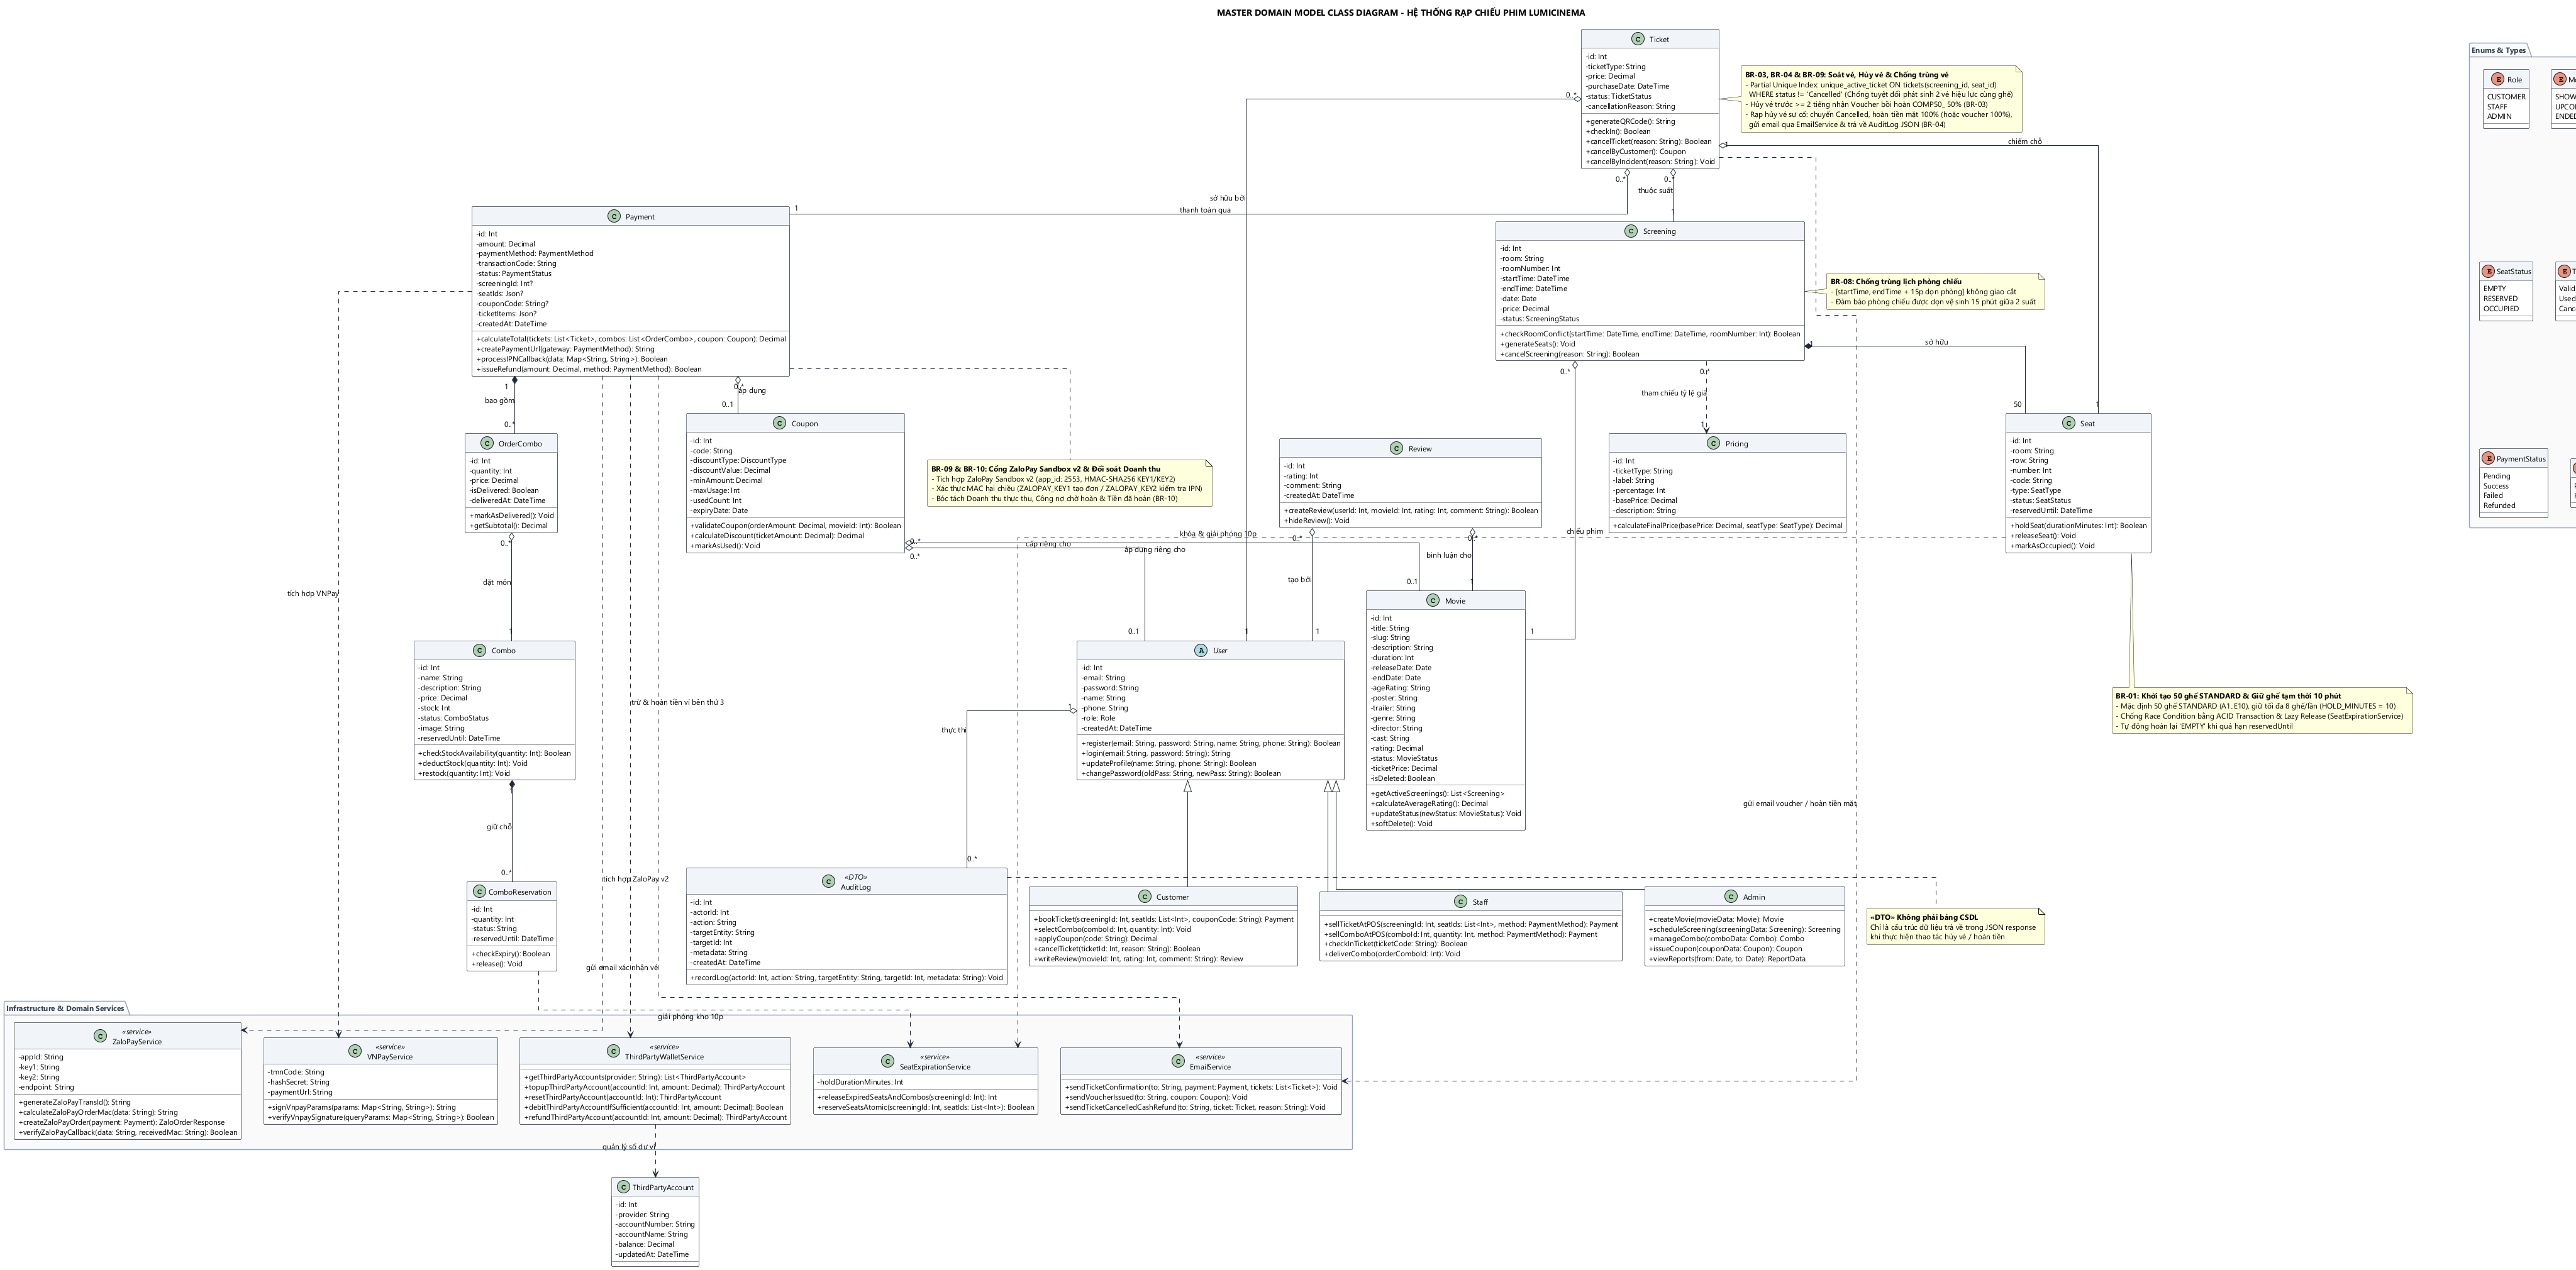 MASTER DOMAIN MODEL CLASS DIAGRAM - HỆ THỐNG RẠP CHIẾU PHIM LUMICINEMA
C Ticket
-id: Int
-ticketType: String
-price: Decimal
-purchaseDate: DateTime
-status: TicketStatus
-cancellationReason: String
+generateQRCode(): String
+checkIn(): Boolean
+cancelTicket(reason: String): Boolean
+cancelByCustomer(): Coupon
+cancelByIncident(reason: String): Void
BR-03, BR-04 & BR-09: Soát vé, Hủy vé & Chống trùng vé
- Partial Unique Index: unique_active_ticket ON tickets(screening_id, seat_id)
WHERE status != 'Cancelled' (Chống tuyệt đối phát sinh 2 vé hiệu lực cùng ghế)
- Hủy vé trước >= 2 tiếng nhận Voucher bồi hoàn COMP50_ 50% (BR-03)
- Rạp hủy vé sự cố: chuyển Cancelled, hoàn tiền mặt 100% (hoặc voucher 100%),
gửi email qua EmailService & trả về AuditLog JSON (BR-04)
Enums & Types
E Role
CUSTOMER
STAFF
ADMIN
E
SHOW
UPCO
ENDED
E SeatStatus
EMPTY
RESERVED
OCCUPIED
E
Valid
Used
Cance
E PaymentStatus
Pending
Success
Failed
Refunded
0..*
1
chiếm chỗ
0..*
0..*
thuộc suất
1
sở hữu bởi
thanh toán qua
1
C Payment
-id: Int
-amount: Decimal
-paymentMethod: PaymentMethod
-transactionCode: String
-status: PaymentStatus
-screeningId: Int?
-seatIds: Json?
-couponCode: String?
-ticketItems: Json?
-createdAt: DateTime
+calculateTotal(tickets: List<Ticket>, combos: List<OrderCombo>, coupon: Coupon): Decimal
+createPaymentUrl(gateway: PaymentMethod): String
+processIPNCallback(data: Map<String, String>): Boolean
+issueRefund(amount: Decimal, method: PaymentMethod): Boolean
C Screening
-id: Int
-room: String
-roomNumber: Int
-startTime: DateTime
-endTime: DateTime
-date: Date
-price: Decimal
-status: ScreeningStatus
+checkRoomConflict(startTime: DateTime, endTime: DateTime, roomNumber: Int): Boolean
+generateSeats(): Void
+cancelScreening(reason: String): Boolean
BR-08: Chống trùng lịch phòng chiếu
- [startTime, endTime + 15p dọn phòng] không giao cắt
- Đảm bảo phòng chiếu được dọn vệ sinh 15 phút giữa 2 suất
1
sở hữu
50
1
1
bao gồm
0..*
0..*
áp dụng
0..1
0..*
0..*
tham chiếu tỷ lệ giá
1
C OrderCombo
-id: Int
-quantity: Int
-price: Decimal
-isDelivered: Boolean
-deliveredAt: DateTime
+markAsDelivered(): Void
+getSubtotal(): Decimal
C Coupon
-id: Int
-code: String
-discountType: DiscountType
-discountValue: Decimal
-minAmount: Decimal
-maxUsage: Int
-usedCount: Int
-expiryDate: Date
+validateCoupon(orderAmount: Decimal, movieId: Int): Boolean
+calculateDiscount(ticketAmount: Decimal): Decimal
+markAsUsed(): Void
BR-09 & BR-10: Cổng ZaloPay Sandbox v2 & Đối soát Doanh thu
- Tích hợp ZaloPay Sandbox v2 (app_id: 2553, HMAC-SHA256 KEY1/KEY2)
- Xác thực MAC hai chiều (ZALOPAY_KEY1 tạo đơn / ZALOPAY_KEY2 kiểm tra IPN)
- Bóc tách Doanh thu thực thu, Công nợ chờ hoàn & Tiền đã hoàn (BR-10)
C Review
-id: Int
-rating: Int
-comment: String
-createdAt: DateTime
+createReview(userId: Int, movieId: Int, rating: Int, comment: String): Boolean
+hideReview(): Void
C Pricing
-id: Int
-ticketType: String
-label: String
-percentage: Int
-basePrice: Decimal
-description: String
+calculateFinalPrice(basePrice: Decimal, seatType: SeatType): Decimal
C Seat
-id: Int
-room: String
-row: String
-number: Int
-code: String
-type: SeatType
-status: SeatStatus
-reservedUntil: DateTime
+holdSeat(durationMinutes: Int): Boolean
+releaseSeat(): Void
+markAsOccupied(): Void
0..*
đặt món
1
0..*
0..*
cấp riêng cho
áp dụng riêng cho
khóa & giải phóng 10p
0..*
0..*
bình luận cho
chiếu phim
tạo bởi
0..1
1
0..1
1
1
1
tích hợp VNPay
C Combo
-id: Int
-name: String
-description: String
-price: Decimal
-stock: Int
-status: ComboStatus
-image: String
-reservedUntil: DateTime
+checkStockAvailability(quantity: Int): Boolean
+deductStock(quantity: Int): Void
+restock(quantity: Int): Void
A User
-id: Int
-email: String
-password: String
-name: String
-phone: String
-role: Role
-createdAt: DateTime
+register(email: String, password: String, name: String, phone: String): Boolean
+login(email: String, password: String): String
+updateProfile(name: String, phone: String): Boolean
+changePassword(oldPass: String, newPass: String): Boolean
C Movie
-id: Int
-title: String
-slug: String
-description: String
-duration: Int
-releaseDate: Date
-endDate: Date
-ageRating: String
-poster: String
-trailer: String
-genre: String
-director: String
-cast: String
-rating: Decimal
-status: MovieStatus
-ticketPrice: Decimal
-isDeleted: Boolean
+getActiveScreenings(): List<Screening>
+calculateAverageRating(): Decimal
+updateStatus(newStatus: MovieStatus): Void
+softDelete(): Void
BR-01: Khởi tạo 50 ghế STANDARD & Giữ ghế tạm thời 10 phút
- Mặc định 50 ghế STANDARD (A1..E10), giữ tối đa 8 ghế/lần (HOLD_MINUTES = 10)
- Chống Race Condition bằng ACID Transaction & Lazy Release (SeatExpirationService)
- Tự động hoàn lại 'EMPTY' khi quá hạn reservedUntil
trừ & hoàn tiền ví bên thứ 3
1
thực thi
0..*
gửi email voucher / hoàn tiền mặt
1
giữ chỗ
0..*
C ComboReservation
-id: Int
-quantity: Int
-status: String
-reservedUntil: DateTime
+checkExpiry(): Boolean
+release(): Void
tích hợp ZaloPay v2
gửi email xác nhận vé
«DTO»
C AuditLog
-id: Int
-actorId: Int
-action: String
-targetEntity: String
-targetId: Int
-metadata: String
-createdAt: DateTime
+recordLog(actorId: Int, action: String, targetEntity: String, targetId: Int, metadata: String): Void
C Customer
+bookTicket(screeningId: Int, seatIds: List<Int>, couponCode: String): Payment
+selectCombo(comboId: Int, quantity: Int): Void
+applyCoupon(code: String): Decimal
+cancelTicket(ticketId: Int, reason: String): Boolean
+writeReview(movieId: Int, rating: Int, comment: String): Review
C Staff
+sellTicketAtPOS(screeningId: Int, seatIds: List<Int>, method: PaymentMethod): Payment
+sellComboAtPOS(comboId: Int, quantity: Int, method: PaymentMethod): Payment
+checkInTicket(ticketCode: String): Boolean
+deliverCombo(orderComboId: Int): Void
C Admin
+createMovie(movieData: Movie): Movie
+scheduleScreening(screeningData: Screening): Screening
+manageCombo(comboData: Combo): Combo
+issueCoupon(couponData: Coupon): Coupon
+viewReports(from: Date, to: Date): ReportData
«DTO» Không phải bảng CSDL
Chỉ là cấu trúc dữ liệu trả về trong JSON response
khi thực hiện thao tác hủy vé / hoàn tiền
Infrastructure & Domain Services
giải phóng kho 10p
«service»
C ZaloPayService
-appId: String
-key1: String
-key2: String
-endpoint: String
+generateZaloPayTransId(): String
+calculateZaloPayOrderMac(data: String): String
+createZaloPayOrder(payment: Payment): ZaloOrderResponse
+verifyZaloPayCallback(data: String, receivedMac: String): Boolean
«service»
C VNPayService
-tmnCode: String
-hashSecret: String
-paymentUrl: String
+signVnpayParams(params: Map<String, String>): String
+verifyVnpaySignature(queryParams: Map<String, String>): Boolean
«service»
C ThirdPartyWalletService
+getThirdPartyAccounts(provider: String): List<ThirdPartyAccount>
+topupThirdPartyAccount(accountId: Int, amount: Decimal): ThirdPartyAccount
+resetThirdPartyAccount(accountId: Int): ThirdPartyAccount
+debitThirdPartyAccountIfSufficient(accountId: Int, amount: Decimal): Boolean
+refundThirdPartyAccount(accountId: Int, amount: Decimal): ThirdPartyAccount
«service»
C SeatExpirationService
-holdDurationMinutes: Int
+releaseExpiredSeatsAndCombos(screeningId: Int): Int
+reserveSeatsAtomic(screeningId: Int, seatIds: List<Int>): Boolean
«service»
C EmailService
+sendTicketConfirmation(to: String, payment: Payment, tickets: List<Ticket>): Void
+sendVoucherIssued(to: String, coupon: Coupon): Void
+sendTicketCancelledCashRefund(to: String, ticket: Ticket, reason: String): Void
quản lý số dư ví
C ThirdPartyAccount
-id: Int
-provider: String
-accountNumber: String
-accountName: String
-balance: Decimal
-updatedAt: DateTime